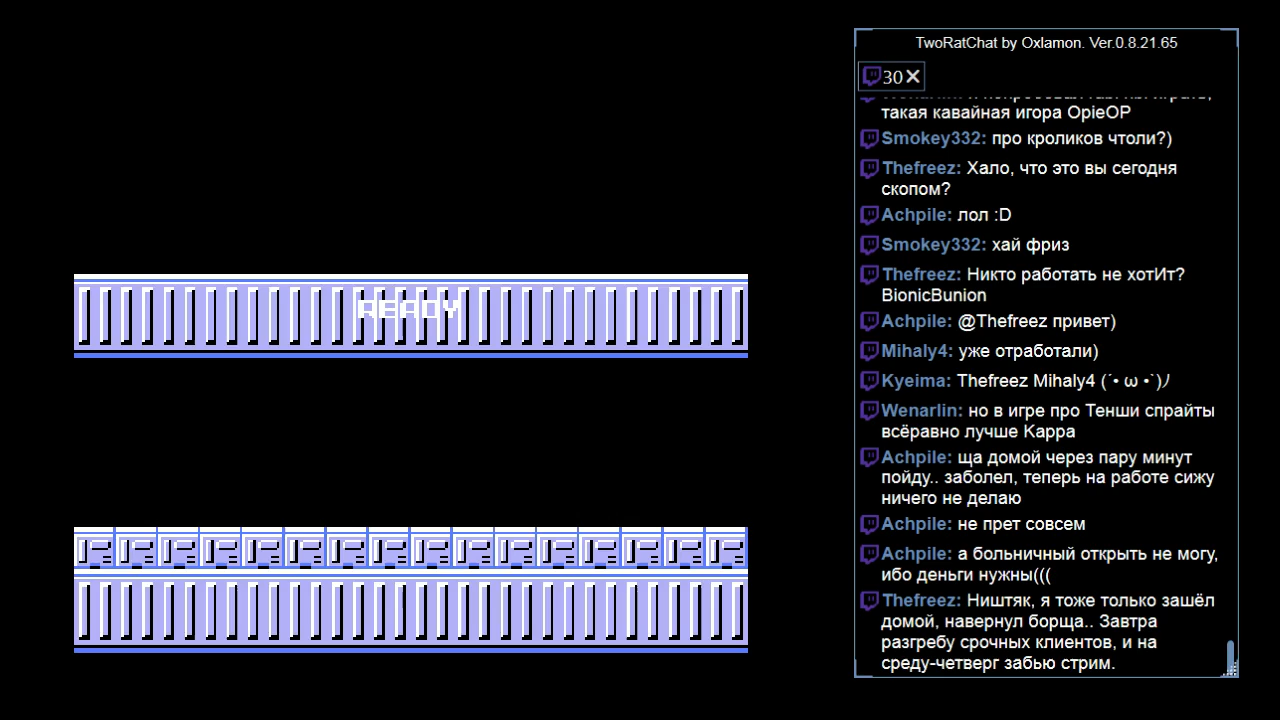 READY
TwoRatChat by Oxlamon. Ver.0.8.21.65
30
такая кавайная игора OpieOP
Smokey332: про кроликов чтоли?)
Thefreez: Хало, что это вы сегодня
скопом?
Achpile: лол :D
Smokey332: хай фриз
Thefreez: Никто работать не хотИт?
BionicBunion
Achpile: @Thefreez привет)
Mihaly4: уже отработали)
Kyeima: Thefreez Mihaly4 (´• ω •`)ﾉ
Wenarlin: но в игре про Тенши спрайты
всёравно лучше Kappa
Achpile: ща домой через пару минут
пойду.. заболел, теперь на работе сижу
ничего не делаю
Achpile: не прет совсем
Achpile: а больничный открыть не могу,
ибо деньги нужны(((
Thefreez: Ништяк, я тоже только зашёл
домой, навернул борща.. Завтра
разгребу срочных клиентов, и на
среду-четверг забью стрим.